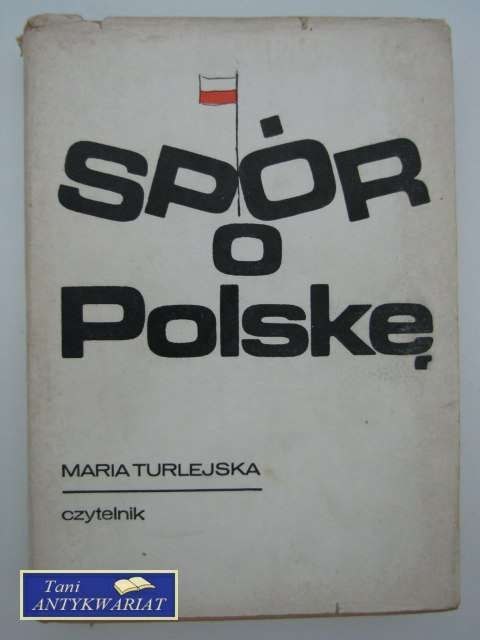 SPÓR
o
Polskę
MARIA TURLEJSKA
czytelnik
Tani
ANTYKWARIAT